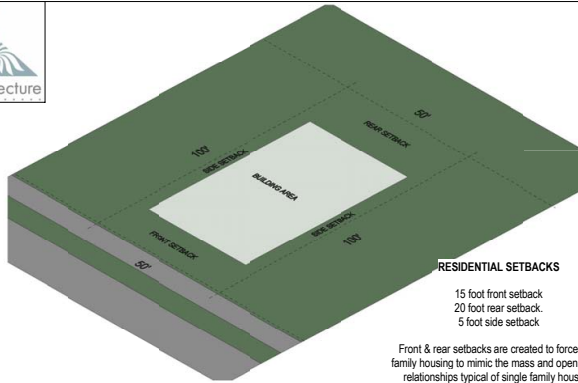 ecture
50'
REAR SETBACK
100'
SIDE SETBACK
BUILDING AREA
SIDE SETBACK
100'
FRONT SETBACK
50'
RESIDENTIAL SETBACKS
15 foot front setback
20 foot rear setback.
5 foot side setback
Front & rear setbacks are created to force
family housing to mimic the mass and open
relationships typical of single family hous